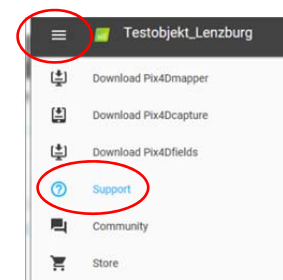 Testobjekt_Lenzburg
Download Pix4Dmapper
Download Pix4Dcapture
Download Pix4Dfields
Support
Community
Store